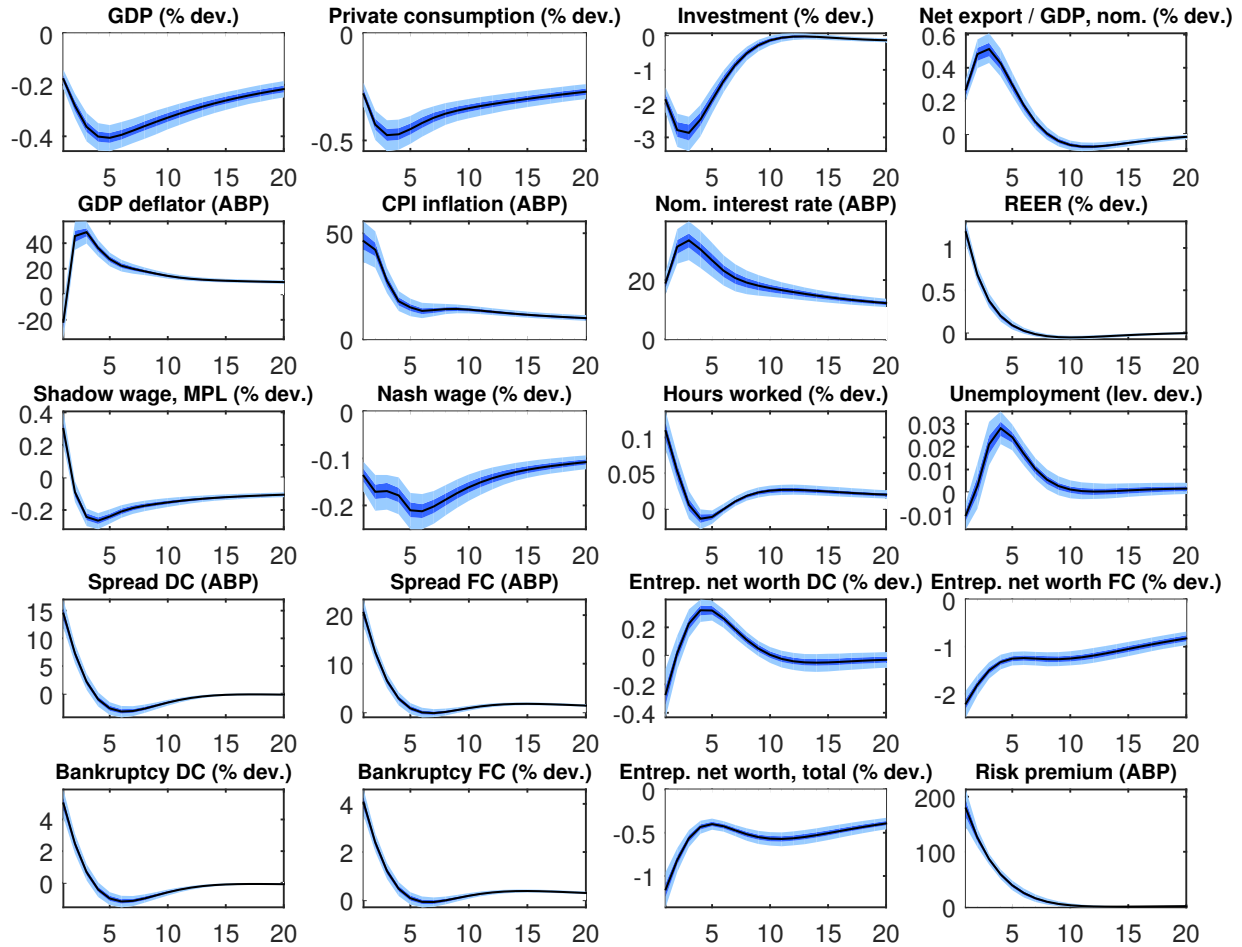 GDP (% dev.) Private consumption (% dev.) Investment (% dev.) Net export / GDP, nom. (% dev.)
0 0 0 0.6
-0.2 -1 0.4
-2 0.2
-0.4 -0.5 -3 0
5 10 15 20 5 10 15 20 5 10 15 20 5 10 15 20
GDP deflator (ABP) CPI inflation (ABP) Nom. interest rate (ABP) REER (% dev.)
40 50 1
20 20 0.5
0
-20 0 0 0
5 10 15 20 5 10 15 20 5 10 15 20 5 10 15 20
Shadow wage, MPL (% dev.) Nash wage (% dev.) Hours worked (% dev.) Unemployment (lev. dev.)
0.4 0 0.1 0.03
0.2 -0.1 0.05 0.02
0 0.01
-0.2 -0.2 0 0
-0.01
5 10 15 20 5 10 15 20 5 10 15 20 5 10 15 20
Spread DC (ABP) Spread FC (ABP) Entrep. net worth DC (% dev.) Entrep. net worth FC (% dev.)
15 20 0.2 0
10 0 -1
5 10 -0.2
0 0 -0.4 -2
5 10 15 20 5 10 15 20 5 10 15 20 5 10 15 20
Bankruptcy DC (% dev.) Bankruptcy FC (% dev.) Entrep. net worth, total (% dev.) Risk premium (ABP)
4 4 0 200
2 2 -0.5 100
0 0 -1 0
5 10 15 20 5 10 15 20 5 10 15 20 5 10 15 20